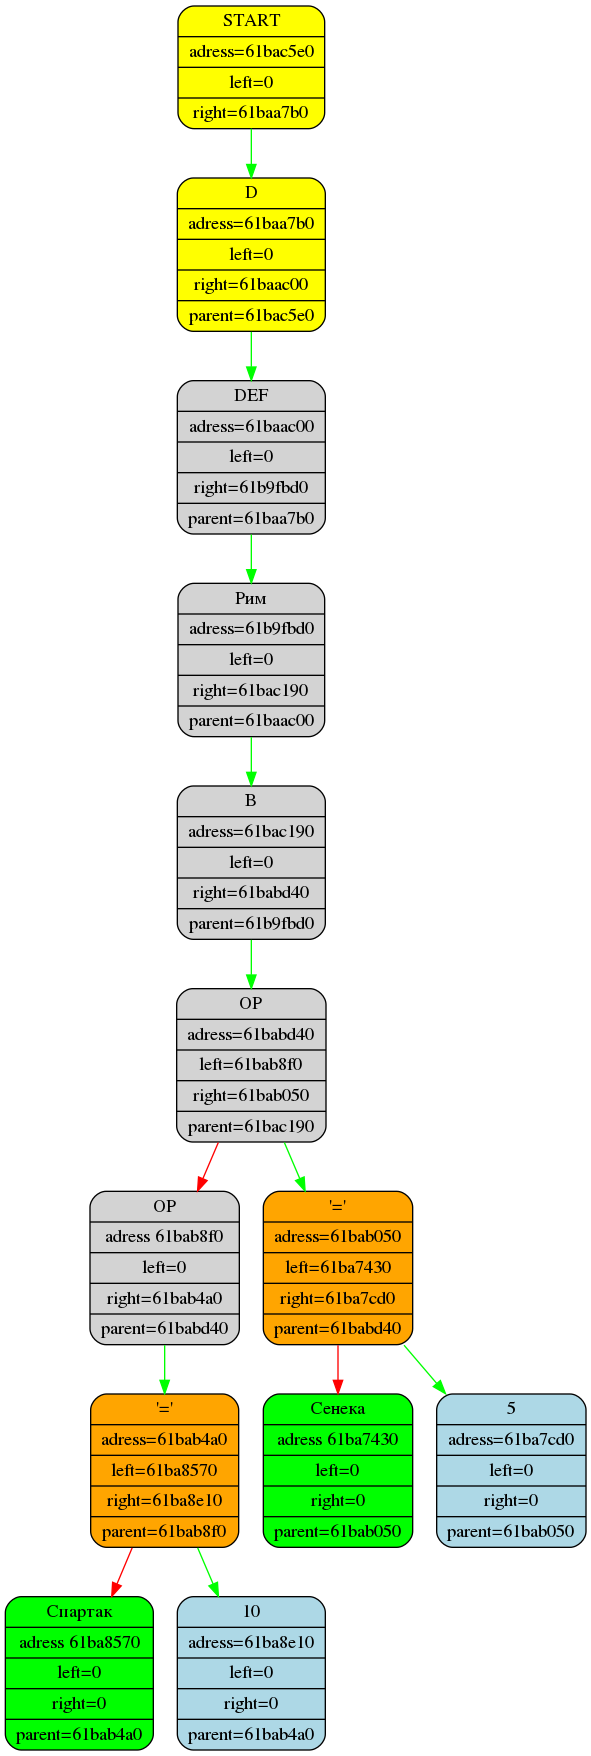 START
adress=61bac5e0
left=0
right=61baa7b0
D
adress=61baa7b0
left=0
right=61baac00
parent=61bac5e0
DEF
adress=61baac00
left=0
right=61b9fbd0
parent=61baa7b0
Рим
adress=61b9fbd0
left=0
right=61bac190
parent=61baac00
B
adress=61bac190
left=0
right=61babd40
parent=61b9fbd0
OP
adress=61babd40
left=61bab8f0
right=61bab050
parent=61bac190
OP
adress 61bab8f0
left=0
right=61bab4a0
parent=61babd40
'='
adress=61bab050
left=61ba7430
right=61ba7cd0
parent=61babd40
'='
adress=61bab4a0
left=61ba8570
right=61ba8e10
parent=61bab8f0
Сенека
adress 61ba7430
left=0
right=0
parent=61bab050
5
adress=61ba7cd0
left=0
right=0
parent=61bab050
Спартак
adress 61ba8570
left=0
right=0
parent=61bab4a0
10
adress=61ba8e10
left=0
right=0
parent=61bab4a0